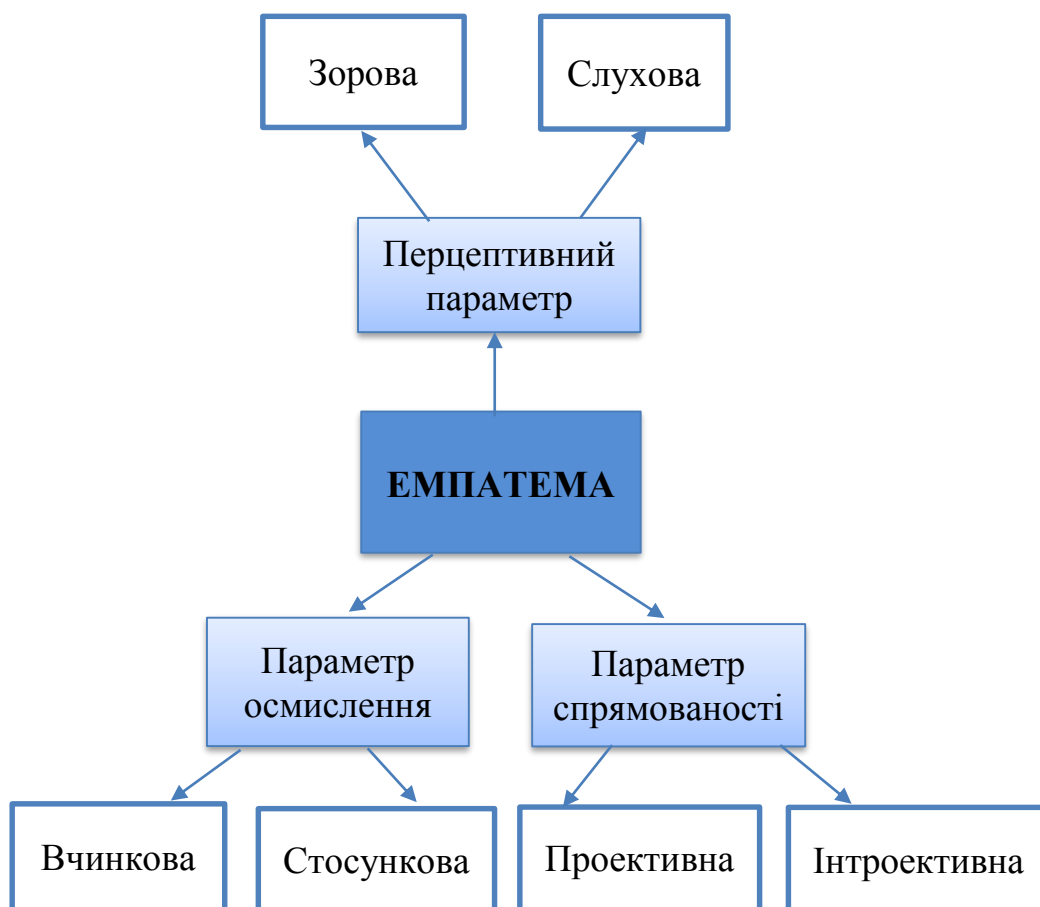 Зорова
Слухова
Перцептивний
параметр
ЕМПАТЕМА
Параметр
осмислення
Параметр
спрямованості
Вчинкова
Стосункова
Проективна
Інтроективна